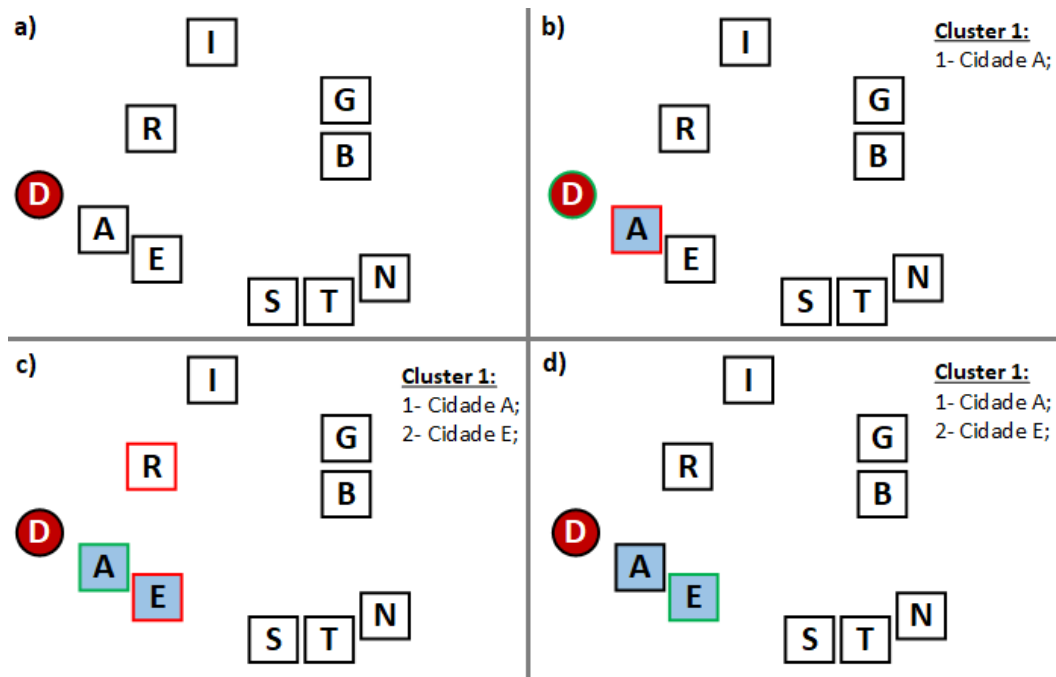 a)
I
G
R
B
D
A
E
S
T
N
b)
Cluster 1:
1- Cidade A;
I
G
R
B
D
A
E
S
T
N
c)
Cluster 1:
1- Cidade A;
2- Cidade E;
I
G
R
B
D
A
E
S
T
N
d)
Cluster 1:
1- Cidade A;
2- Cidade E;
I
G
R
B
D
A
E
S
T
N